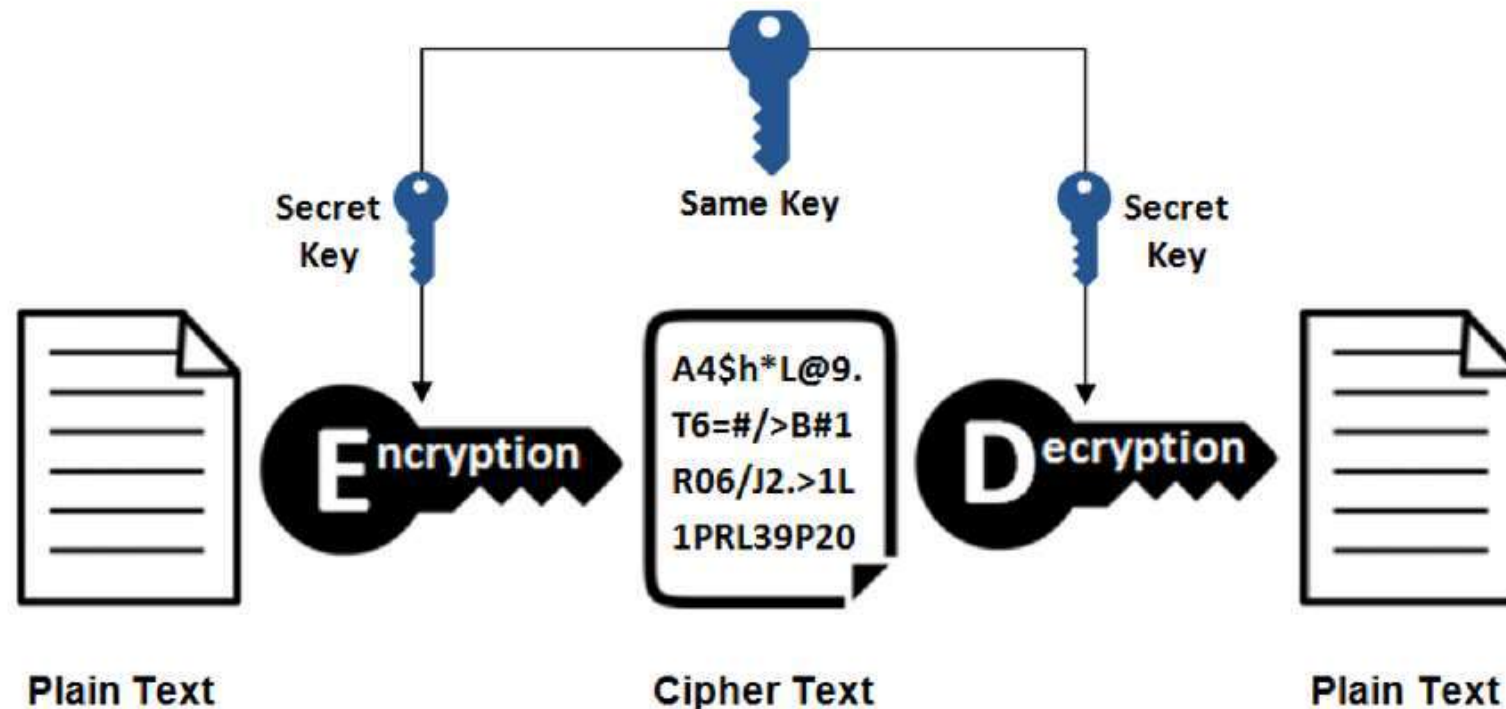 Same Key
Secret
Key
Secret
Key
Encryption
A4$h*L@9.
T6=#/>B#1
R06/J2.>1L
1PRL39P20
Decryption
Plain Text
Cipher Text
Plain Text